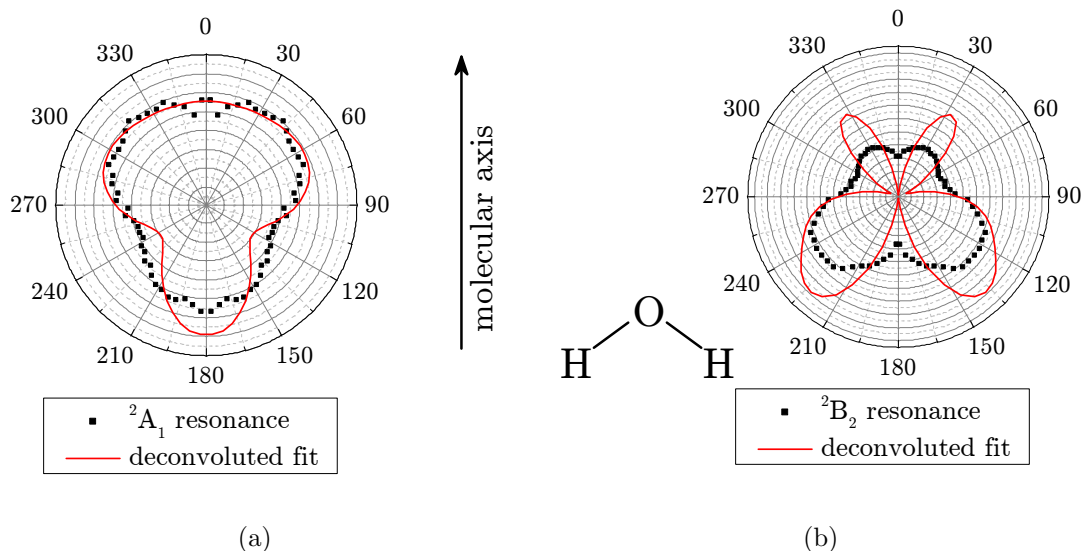 0
30
60
90
120
150
180
210
240
270
300
330
²A₁ resonance
deconvoluted fit
(a)
molecular axis
H
O
H
0
30
60
90
120
150
180
210
240
270
300
330
²B₂ resonance
deconvoluted fit
(b)